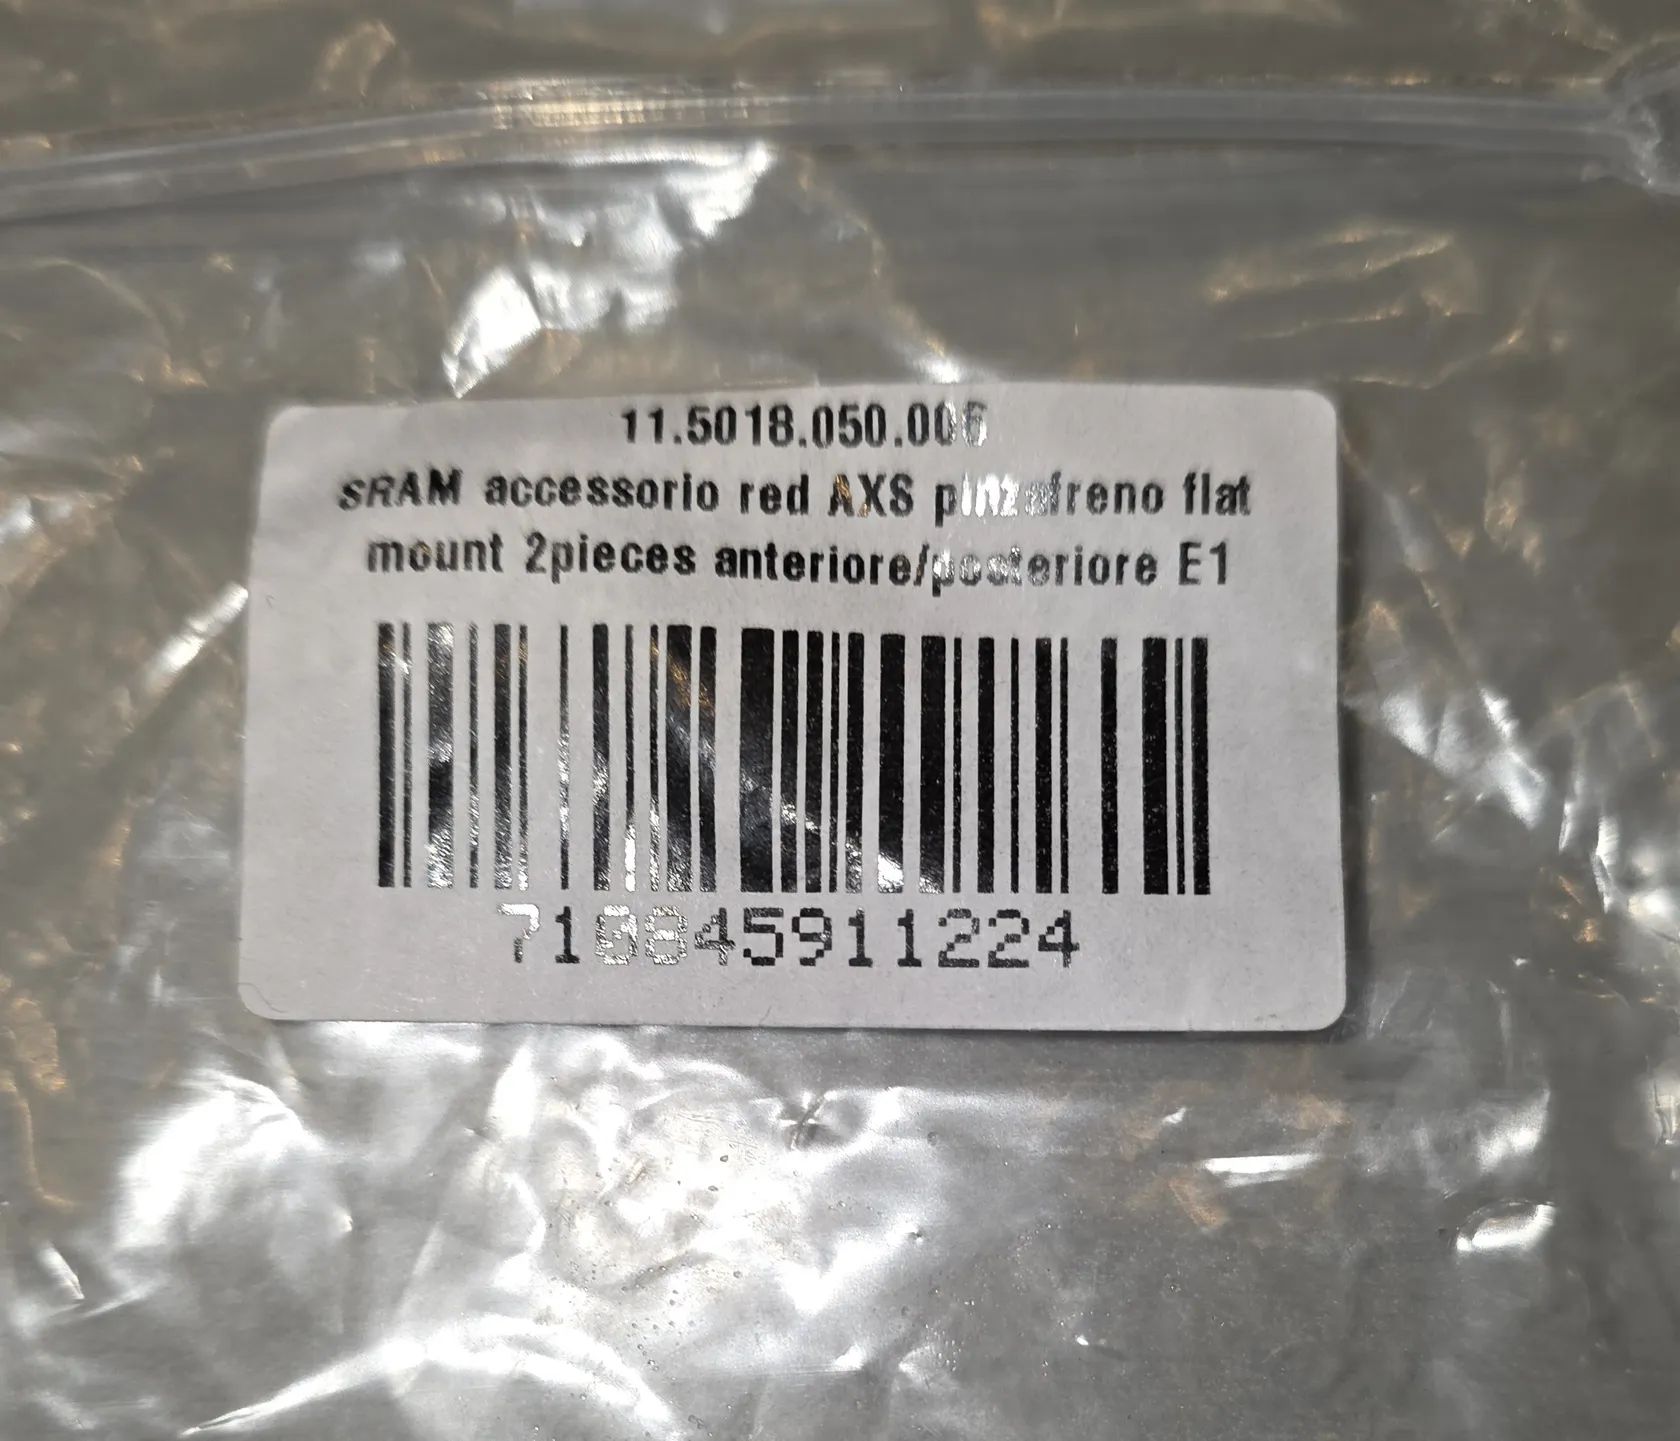 11.5018.050.006
SRAM accessorio red AXS pinzafreno flat
mount 2pieces anteriore/posteriore E1
710845911224